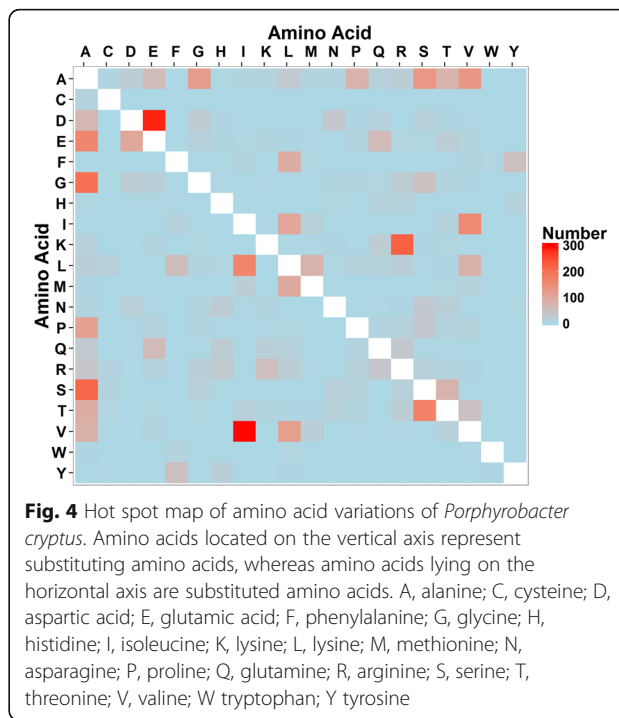 Amino Acid
A C D E F G H I K L M N P Q R S T V W Y
Amino Acid
A
C
D
E
F
G
H
I
K
L
M
N
P
Q
R
S
T
V
W
Y
Number
300
200
100
0
Fig. 4 Hot spot map of amino acid variations of Porphyrobacter
cryptus. Amino acids located on the vertical axis represent
substituting amino acids, whereas amino acids lying on the
horizontal axis are substituted amino acids. A, alanine; C, cysteine; D,
aspartic acid; E, glutamic acid; F, phenylalanine; G, glycine; H,
histidine; I, isoleucine; K, lysine; L, lysine; M, methionine; N,
asparagine; P, proline; Q, glutamine; R, arginine; S, serine; T,
threonine; V, valine; W tryptophan; Y tyrosine